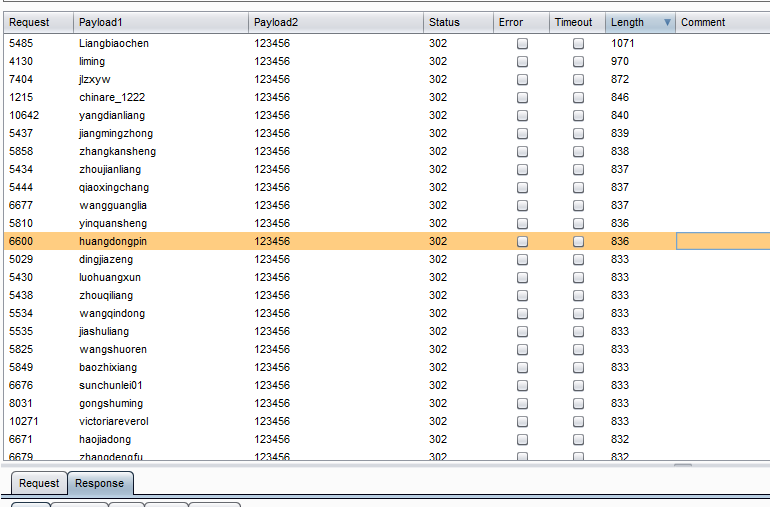 Request Payload1 Payload2 Status Error Timeout Length Comment
5485 Liangbiaochen 123456 302 1071
4130 liming 123456 302 970
7404 jlzxyw 123456 302 872
1215 chinare_1222 123456 302 846
10642 yangdianliang 123456 302 840
5437 jiangmingzhong 123456 302 839
5858 zhangkansheng 123456 302 838
5434 zhoujianliang 123456 302 837
5444 qiaoxingchang 123456 302 837
6677 wangguanglia 123456 302 837
5810 yinquansheng 123456 302 836
6600 huangdongpin 123456 302 836
5029 dingjiazeng 123456 302 833
5430 luohuangxun 123456 302 833
5438 zhouqiliang 123456 302 833
5534 wangqindong 123456 302 833
5535 jiashuliang 123456 302 833
5825 wangshuoren 123456 302 833
5849 baozhixiang 123456 302 833
6676 sunchunlei01 123456 302 833
8031 gongshuming 123456 302 833
10271 victoriareverol 123456 302 833
6671 haojiadong 123456 302 832
6679 zhangdengfu 123456 302 832
Request Response